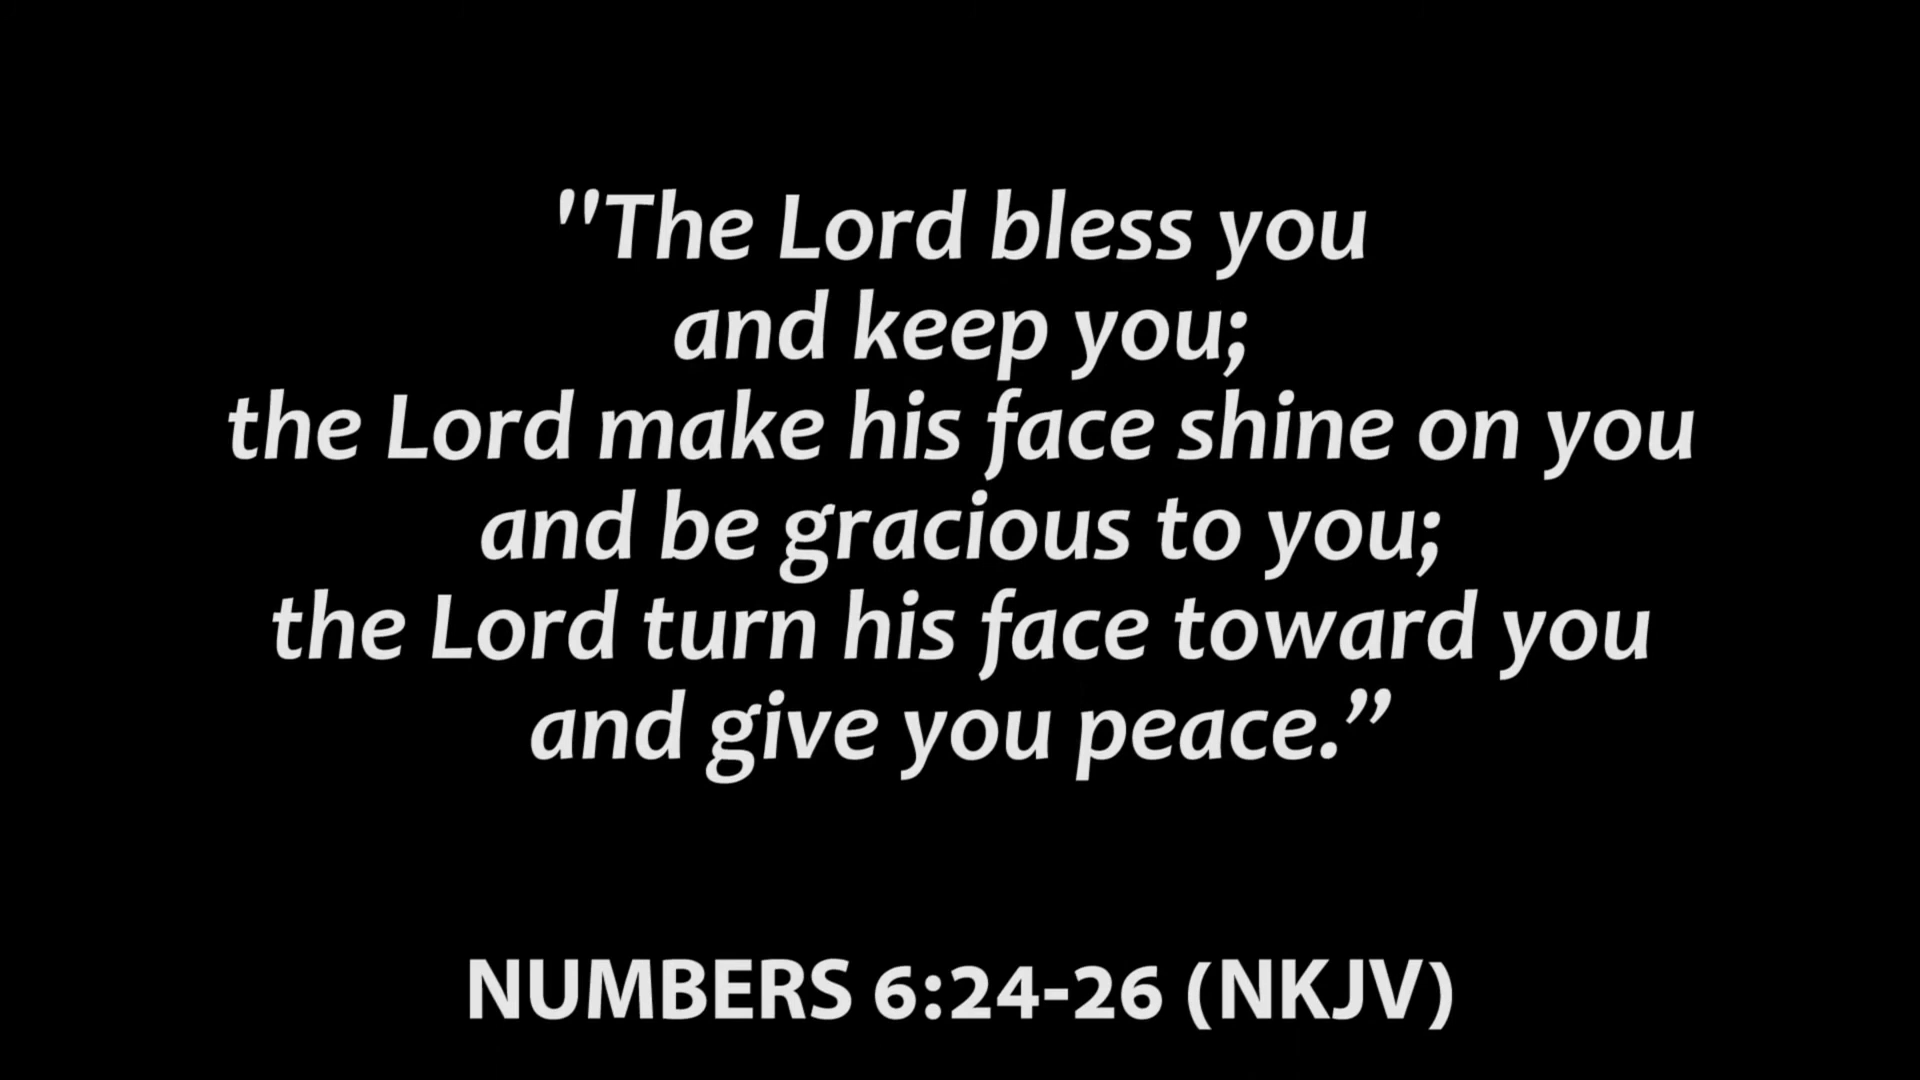 "The Lord bless you
and keep you;
the Lord make his face shine on you
and be gracious to you;
the Lord turn his face toward you
and give you peace.”
NUMBERS 6:24-26 (NKJV)